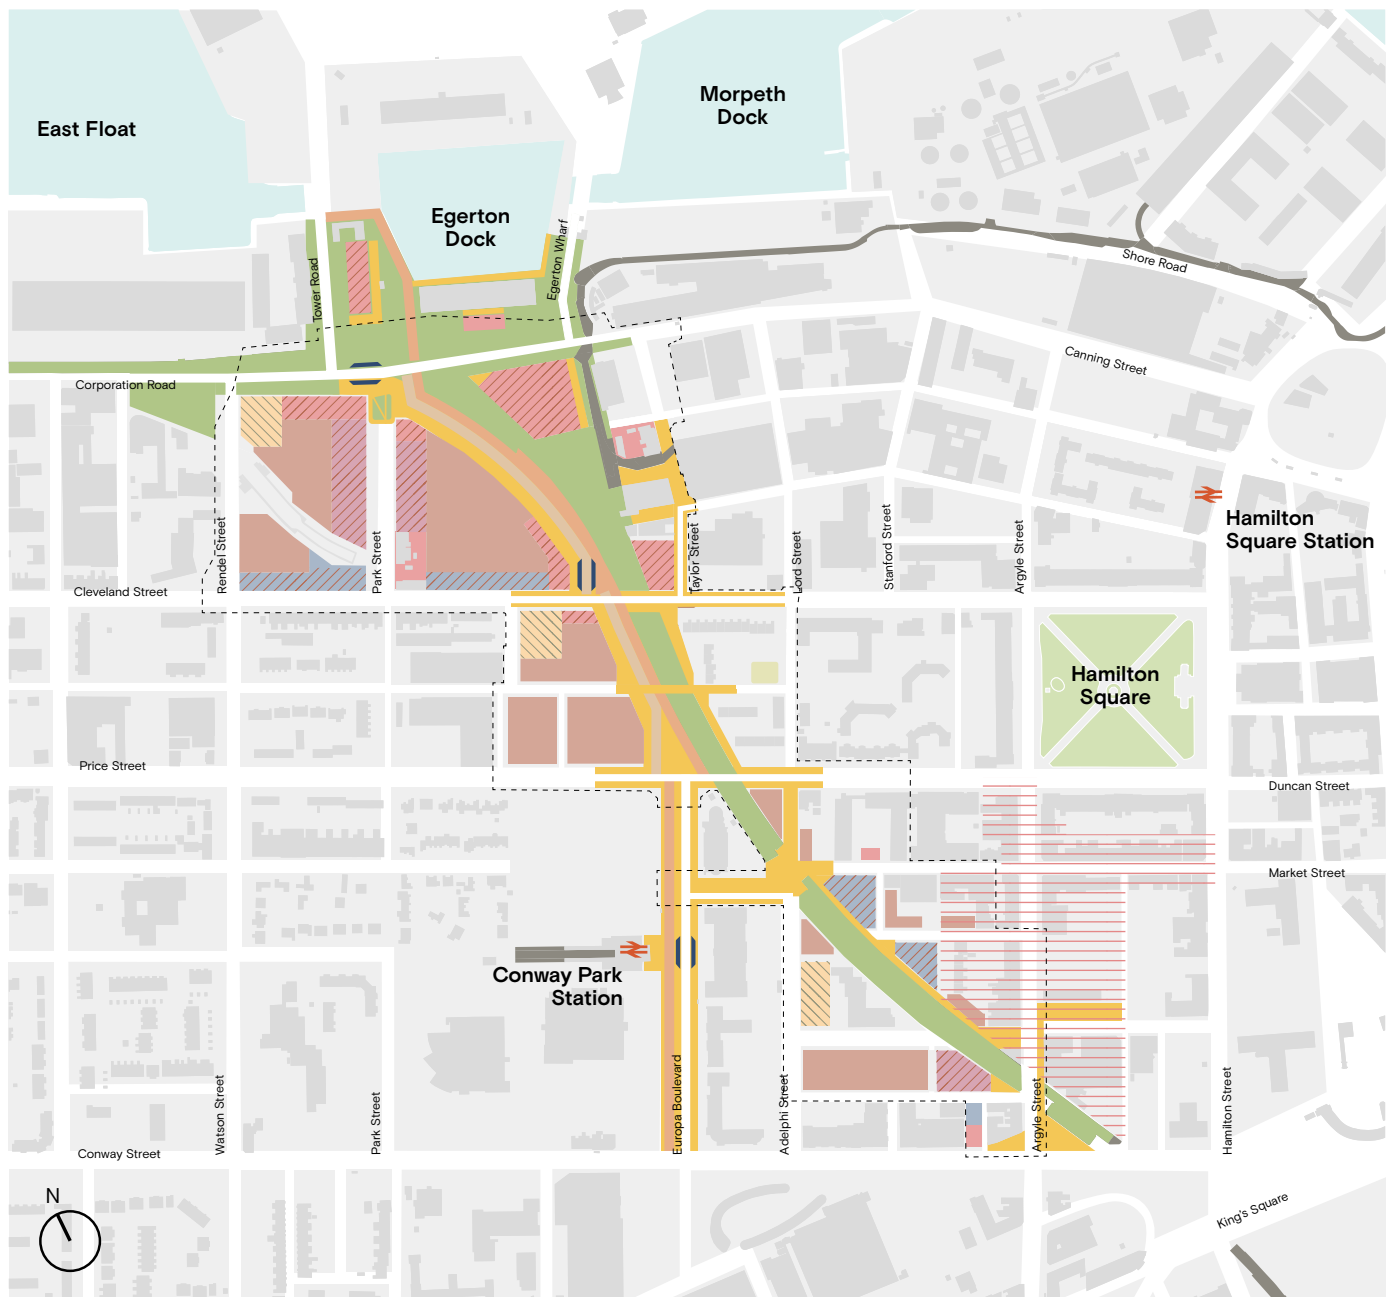 Morpeth
Dock
East Float
Egerton
Dock
Egerton Wharf
Tower Road
Shore Road
Canning Street
Corporation Road
Hamilton
Square Station
Rendel Street
Park Street
Taylor Street
Lord Street
Stanford Street
Argyle Street
Cleveland Street
Hamilton
Square
Price Street
Duncan Street
Market Street
Conway Park
Station
Watson Street
Park Street
Europa Boulevard
Adelphi Street
Argyle Street
Hamilton Street
Conway Street
N
King's Square